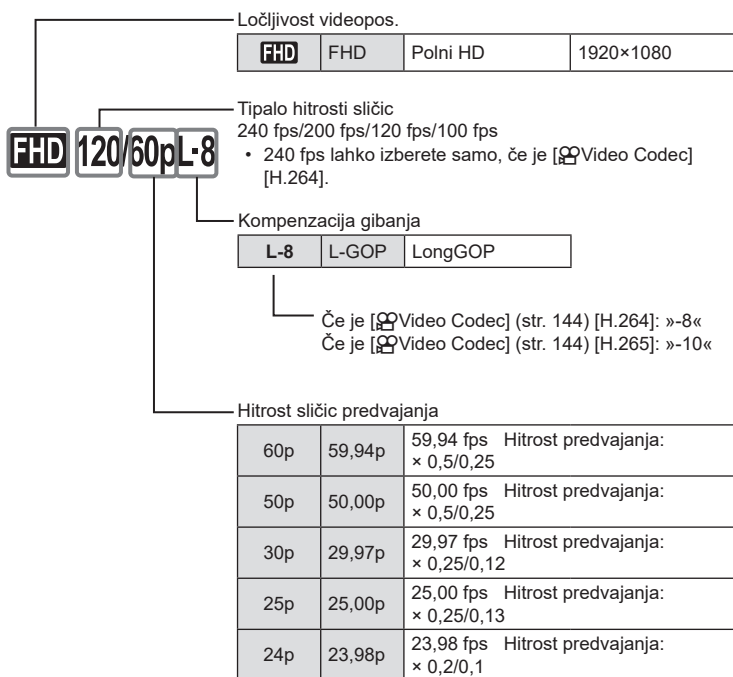 Ločljivost videopos.
FHD FHD Polni HD 1920×1080
FHD 120/60pL-8
Tipalo hitrosti sličic
240 fps/200 fps/120 fps/100 fps
• 240 fps lahko izberete samo, če je [Video Codec]
[H.264].
Kompenzacija gibanja
L-8 L-GOP LongGOP
Če je [Video Codec] (str. 144) [H.264]: »-8«
Če je [Video Codec] (str. 144) [H.265]: »-10«
Hitrost sličic predvajanja
60p 59,94p 59,94 fps Hitrost predvajanja:
× 0,5/0,25
50p 50,00p 50,00 fps Hitrost predvajanja:
× 0,5/0,25
30p 29,97p 29,97 fps Hitrost predvajanja:
× 0,25/0,12
25p 25,00p 25,00 fps Hitrost predvajanja:
× 0,25/0,13
24p 23,98p 23,98 fps Hitrost predvajanja:
× 0,2/0,1